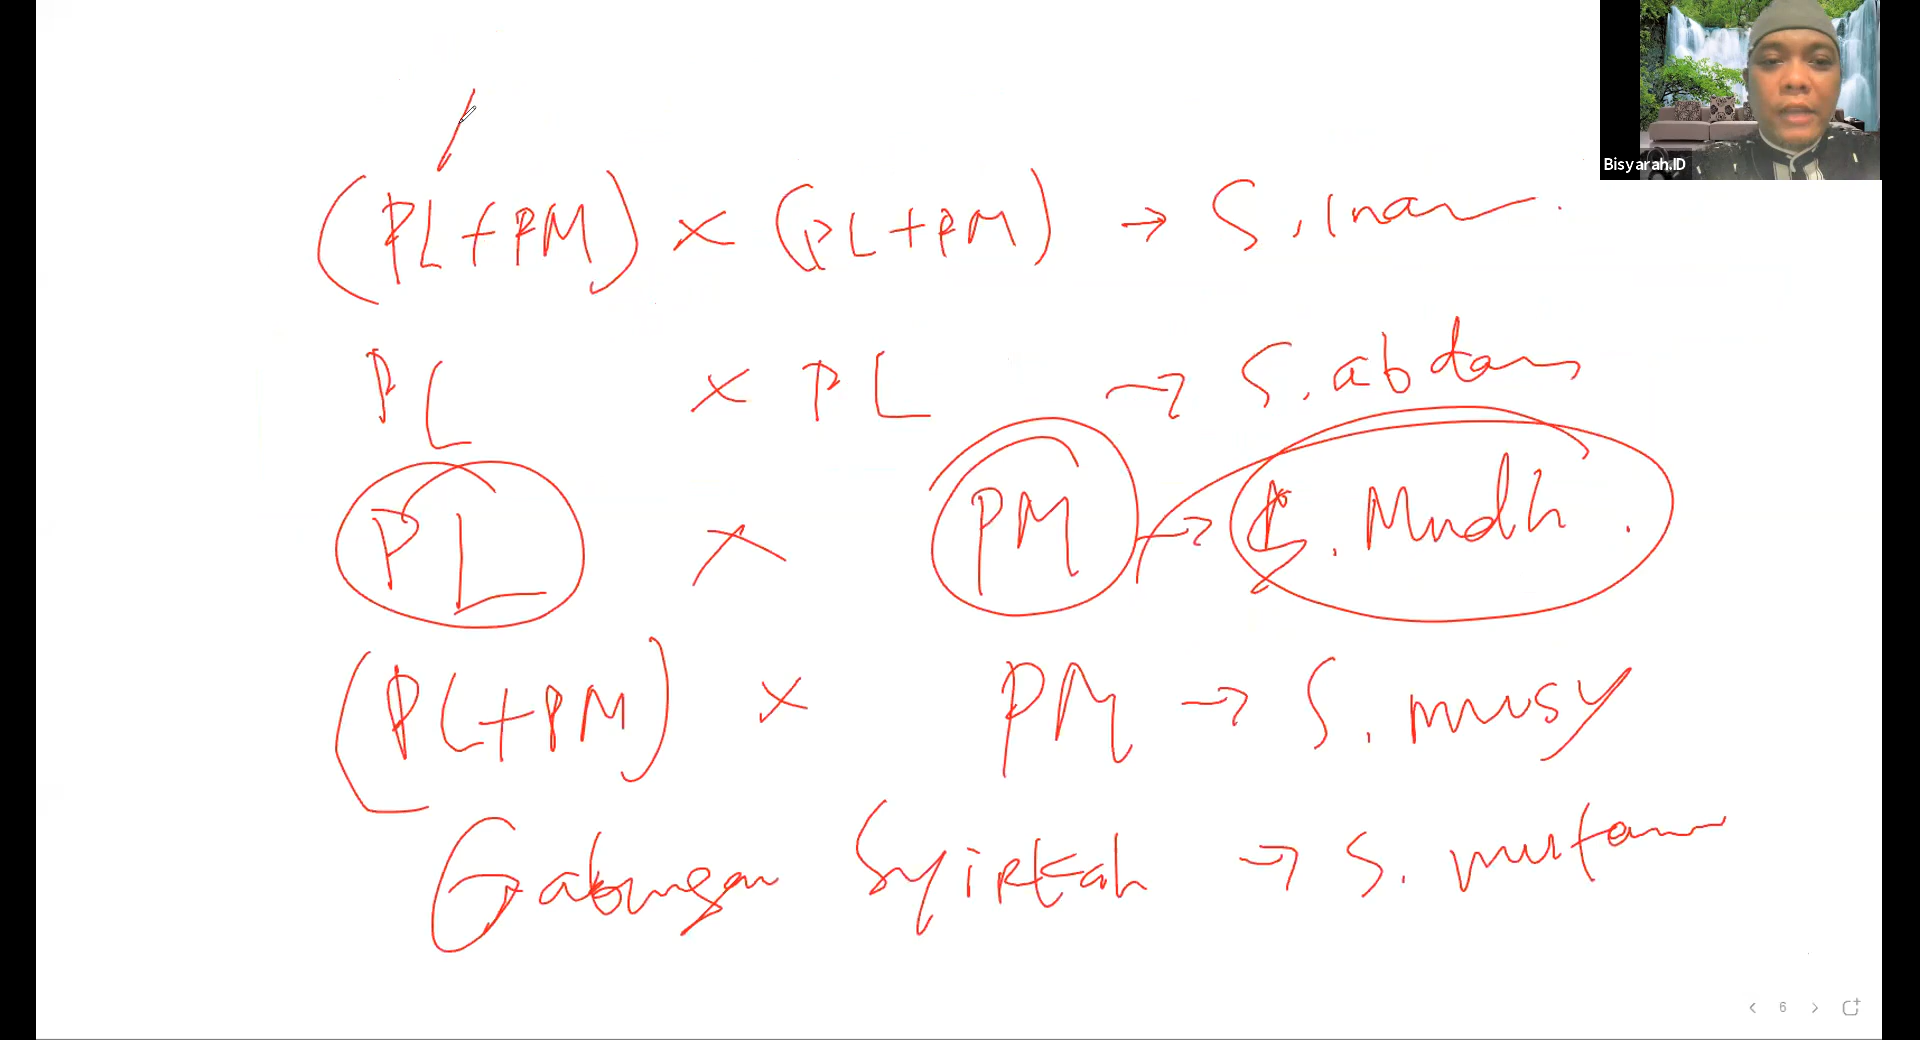 Bisyarah.ID
(PL+PM) × (PL+PM) → S. Inan.
PL × PL → S. abdan
PL × PM → S. Mudh.
(PL+PM) × PM → S. musy
Gabungan Syirkah → S. mufaw
6